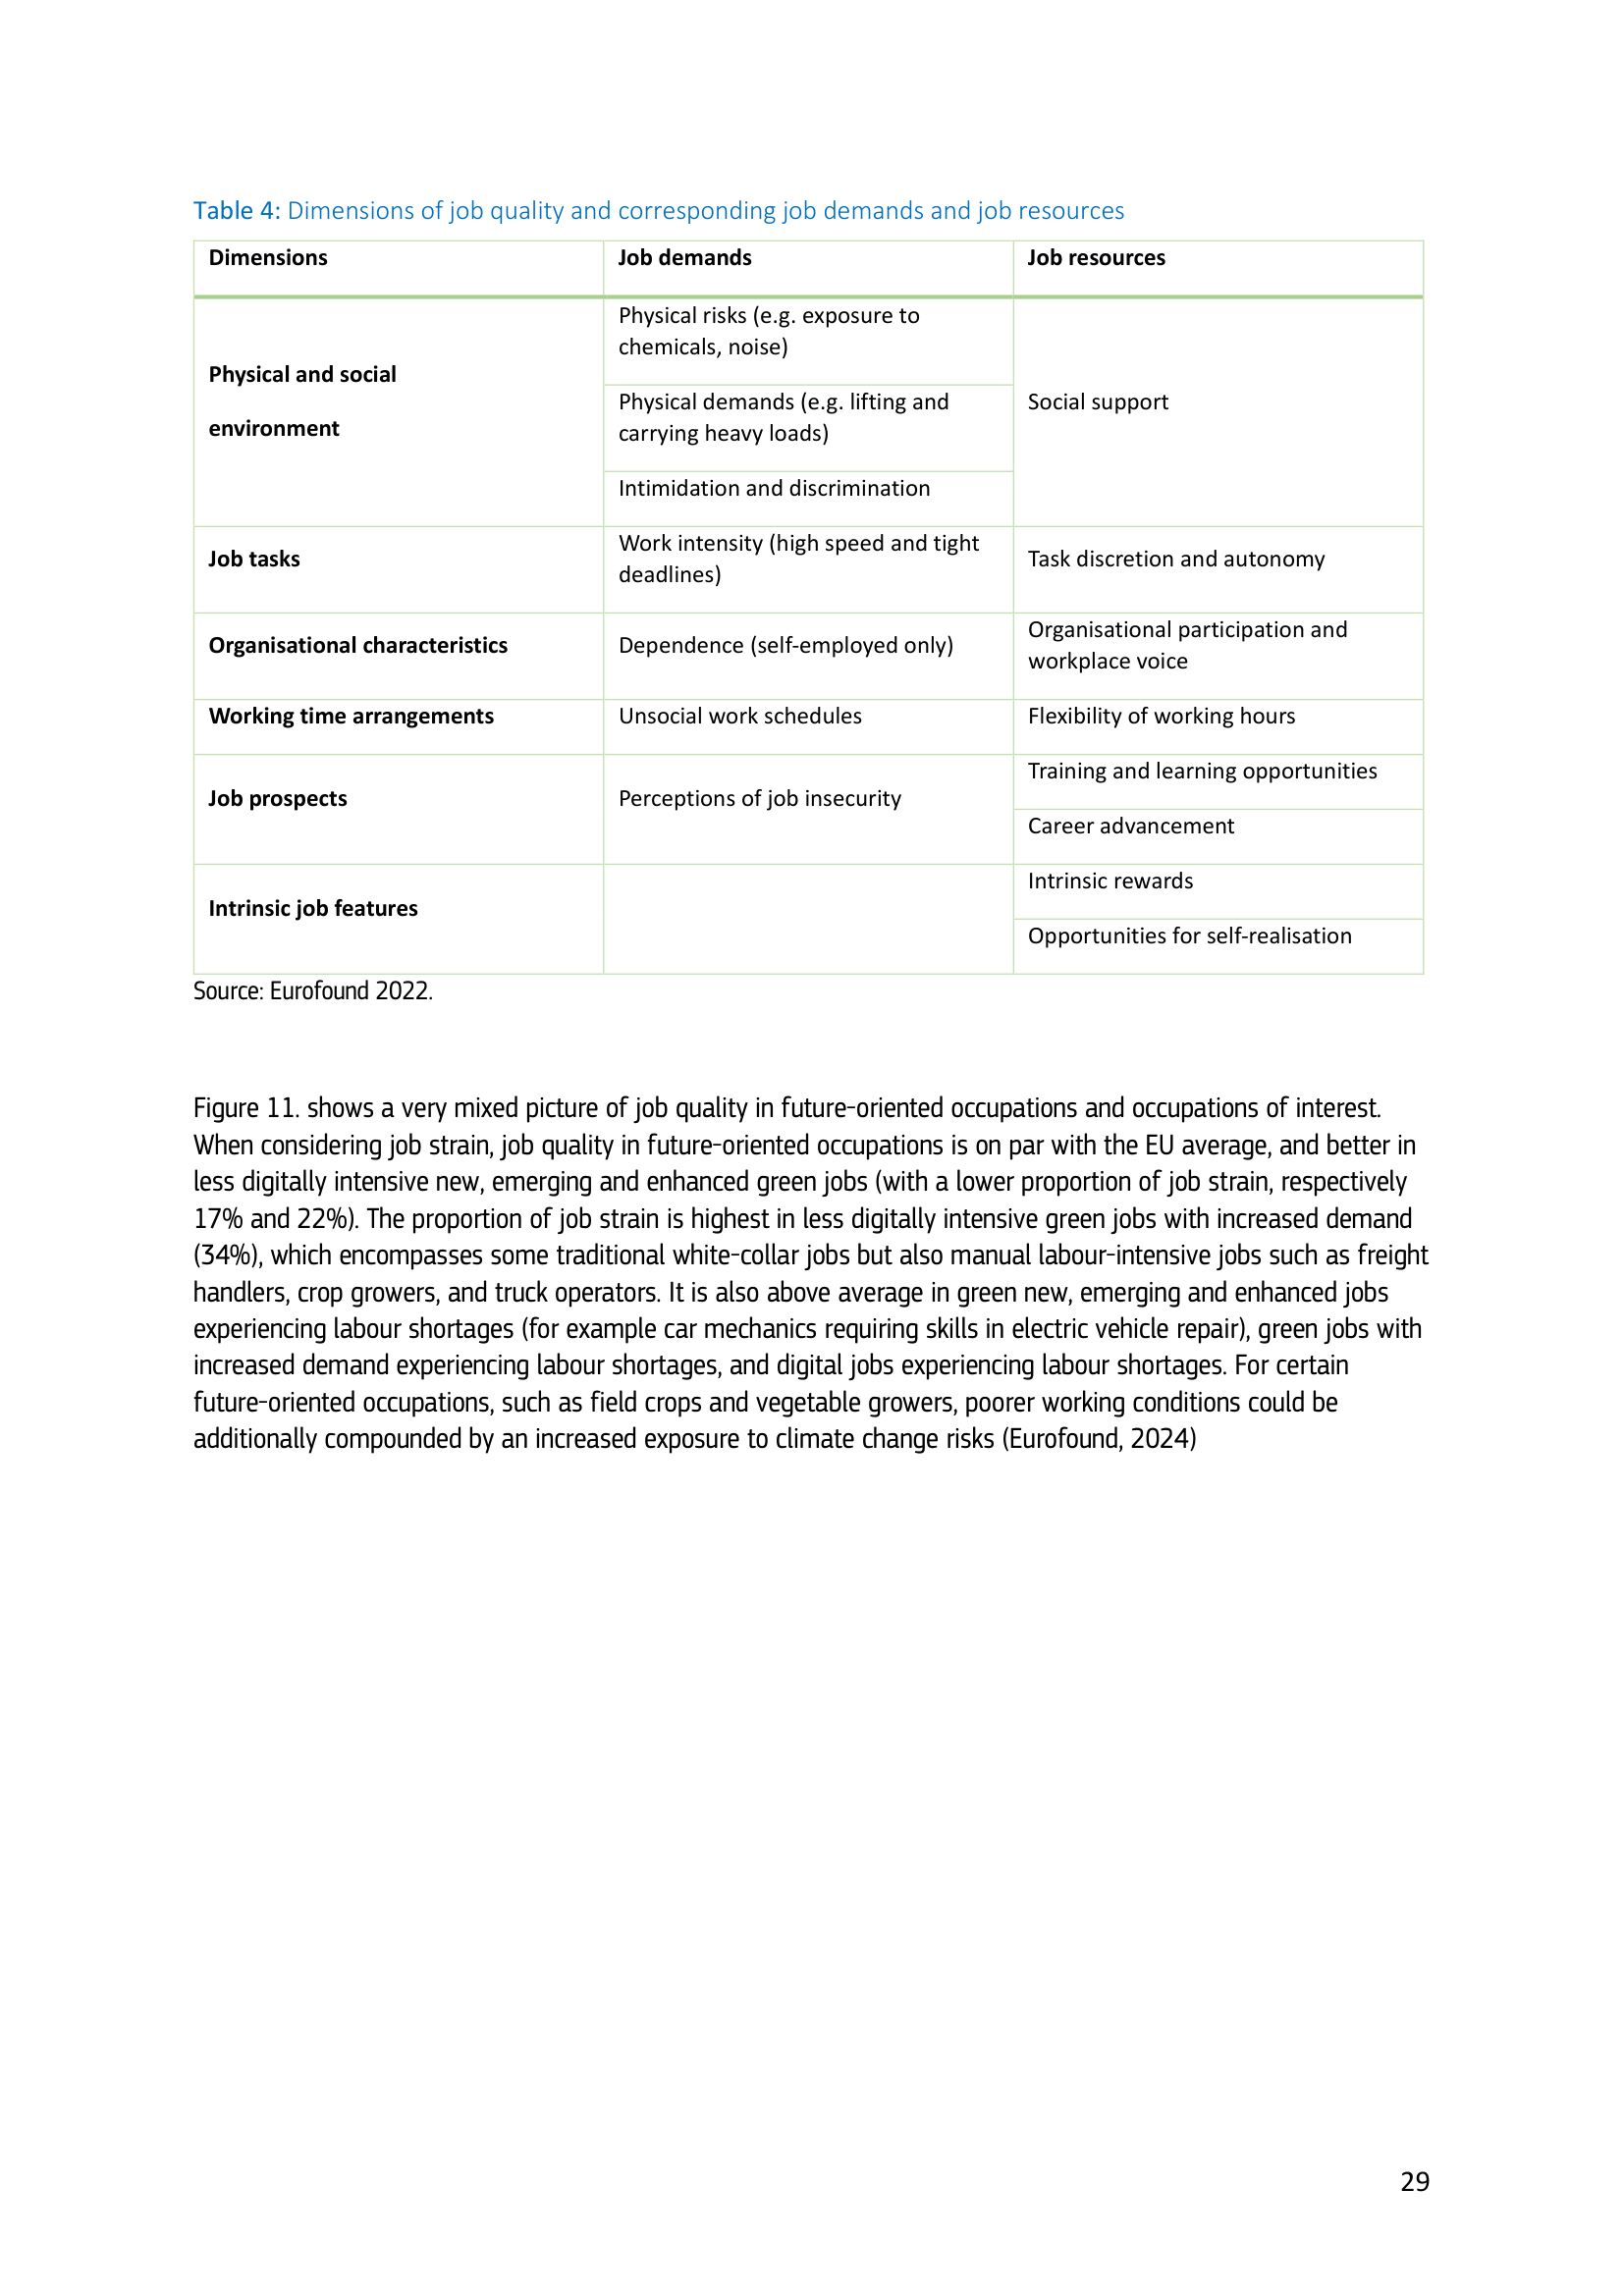 Table 4: Dimensions of job quality and corresponding job demands and job resources
Dimensions
Job demands
Job resources
Physical and social
environment
Physical risks (e.g. exposure to
chemicals, noise)
Physical demands (e.g. lifting and
carrying heavy loads)
Intimidation and discrimination
Social support
Job tasks
Work intensity (high speed and tight
deadlines)
Task discretion and autonomy
Organisational characteristics
Dependence (self-employed only)
Organisational participation and
workplace voice
Working time arrangements
Unsocial work schedules
Flexibility of working hours
Job prospects
Perceptions of job insecurity
Training and learning opportunities
Career advancement
Intrinsic job features
Intrinsic rewards
Opportunities for self-realisation
Source: Eurofound 2022.
Figure 11. shows a very mixed picture of job quality in future-oriented occupations and occupations of interest.
When considering job strain, job quality in future-oriented occupations is on par with the EU average, and better in
less digitally intensive new, emerging and enhanced green jobs (with a lower proportion of job strain, respectively
17% and 22%). The proportion of job strain is highest in less digitally intensive green jobs with increased demand
(34%), which encompasses some traditional white-collar jobs but also manual labour-intensive jobs such as freight
handlers, crop growers, and truck operators. It is also above average in green new, emerging and enhanced jobs
experiencing labour shortages (for example car mechanics requiring skills in electric vehicle repair), green jobs with
increased demand experiencing labour shortages, and digital jobs experiencing labour shortages. For certain
future-oriented occupations, such as field crops and vegetable growers, poorer working conditions could be
additionally compounded by an increased exposure to climate change risks (Eurofound, 2024)
29